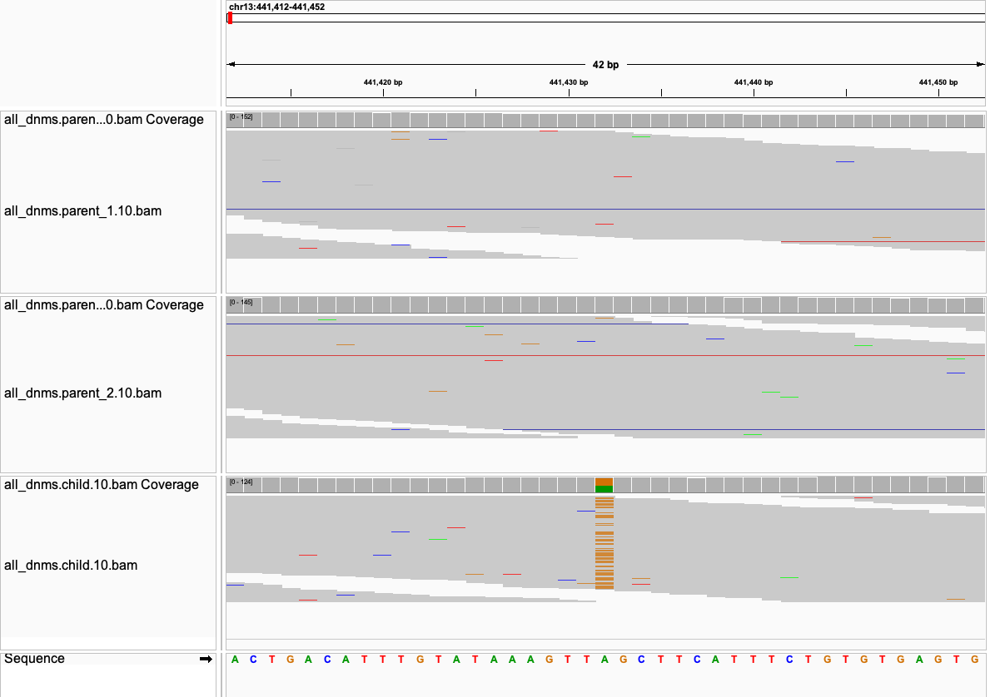 chr13:441,412-441,452
42 bp
441,420 bp 441,430 bp 441,440 bp 441,450 bp
all_dnms.paren...0.bam Coverage [0 - 152]
all_dnms.parent_1.10.bam
all_dnms.paren...0.bam Coverage [0 - 145]
all_dnms.parent_2.10.bam
all_dnms.child.10.bam Coverage [0 - 124]
all_dnms.child.10.bam
Sequence A C T G A C A T T T G T A T A A A G T T A G C T T C A T T T C T G T G T G A G T G